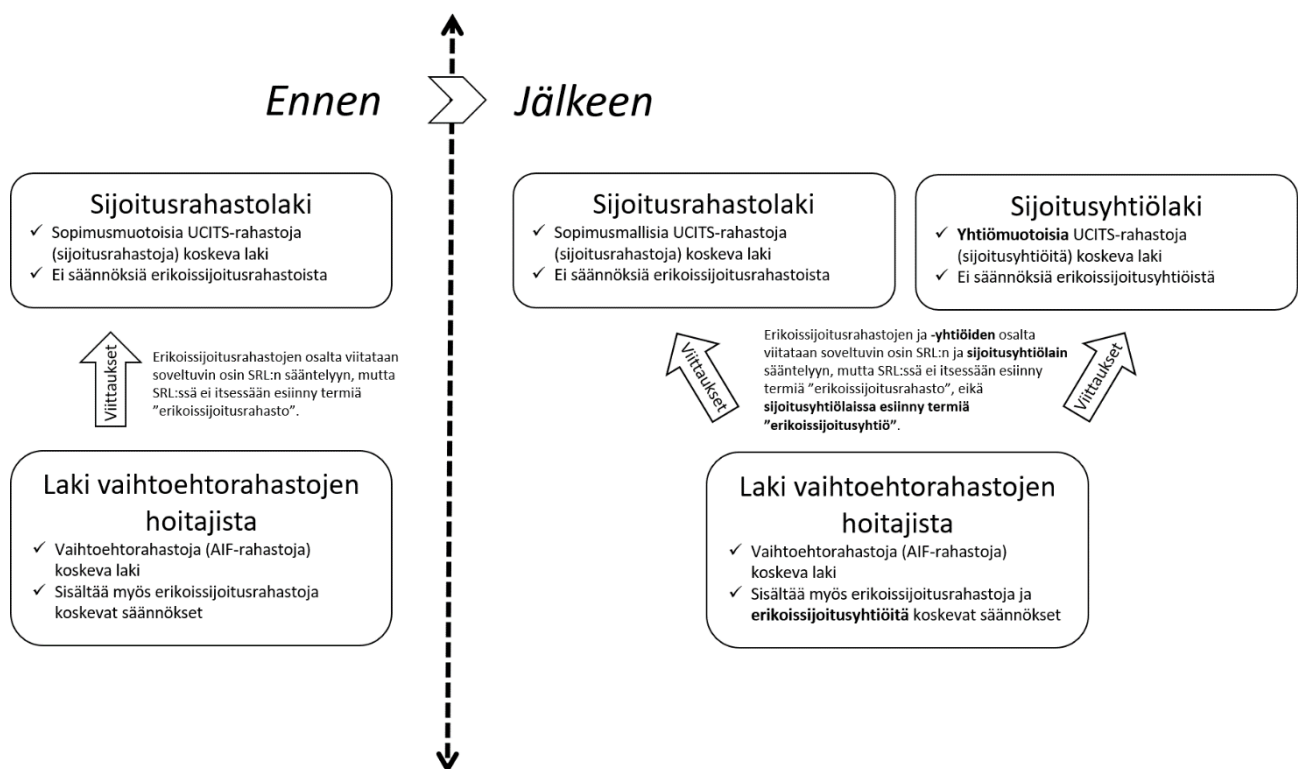 Ennen
Jälkeen
Sijoitusrahastolaki
✓ Sopimusmuotoisia UCITS-rahastoja
(sijoitusrahastoja) koskeva laki
✓ Ei säännöksiä erikoissijoitusrahastoista
Viittaukset
Erikoissijoitusrahastojen osalta viitataan
soveltuvin osin SRL:n sääntelyyn, mutta
SRL:ssä ei itsessään esiinny termiä
”erikoissijoitusrahasto”.
Laki vaihtoehtorahastojen
hoitajista
✓ Vaihtoehtorahastoja (AIF-rahastoja)
koskeva laki
✓ Sisältää myös erikoissijoitusrahastoja
koskevat säännökset
Sijoitusrahastolaki
✓ Sopimusmallisia UCITS-rahastoja
(sijoitusrahastoja) koskeva laki
✓ Ei säännöksiä erikoissijoitusrahastoista
Sijoitusyhtiölaki
✓ Yhtiömuotoisia UCITS-rahastoja
(sijoitusyhtiöitä) koskeva laki
✓ Ei säännöksiä erikoissijoitusyhtiöistä
Viittaukset
Erikoissijoitusrahastojen ja -yhtiöiden osalta
viitataan soveltuvin osin SRL:n ja sijoitusyhtiölain
sääntelyyn, mutta SRL:ssä ei itsessään esiinny
termiä ”erikoissijoitusrahasto”, eikä
sijoitusyhtiölaissa esiinny termiä
”erikoissijoitusyhtiö”.
Viittaukset
Laki vaihtoehtorahastojen
hoitajista
✓ Vaihtoehtorahastoja (AIF-rahastoja)
koskeva laki
✓ Sisältää myös erikoissijoitusrahastoja ja
erikoissijoitusyhtiöitä koskevat säännökset